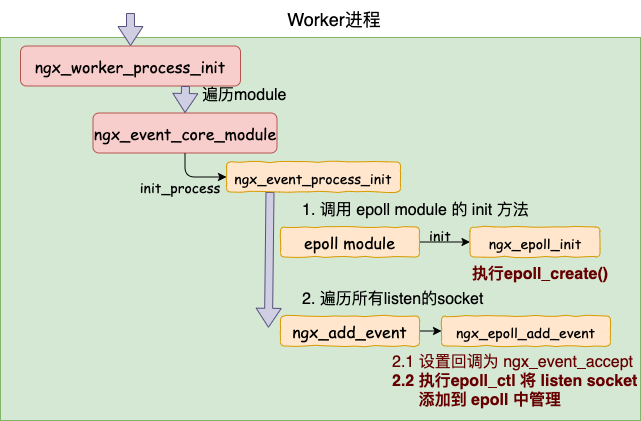 Worker进程
ngx_worker_process_init
遍历module
ngx_event_core_module
init_process
ngx_event_process_init
1. 调用 epoll module 的 init 方法
epoll module
init
ngx_epoll_init
执行epoll_create()
2. 遍历所有listen的socket
ngx_add_event
ngx_epoll_add_event
2.1 设置回调为 ngx_event_accept
2.2 执行epoll_ctl 将 listen socket
添加到 epoll 中管理